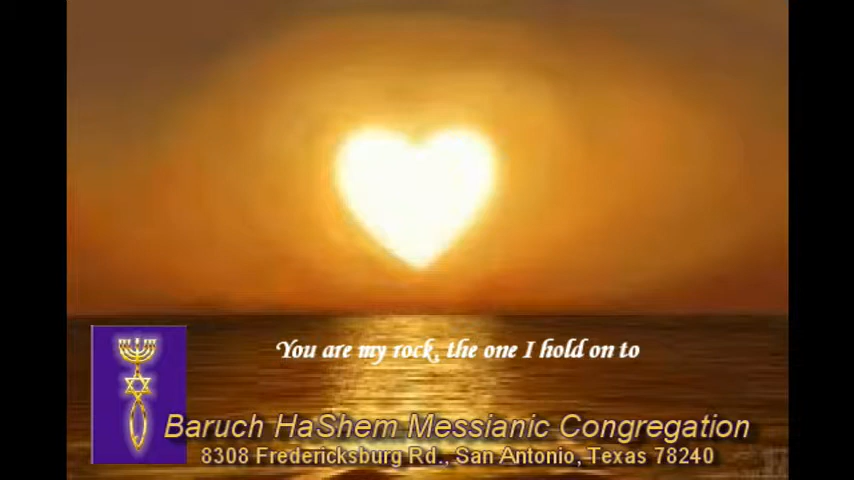 You are my rock, the one I hold on to
Baruch HaShem Messianic Congregation
8308 Fredericksburg Rd., San Antonio, Texas 78240